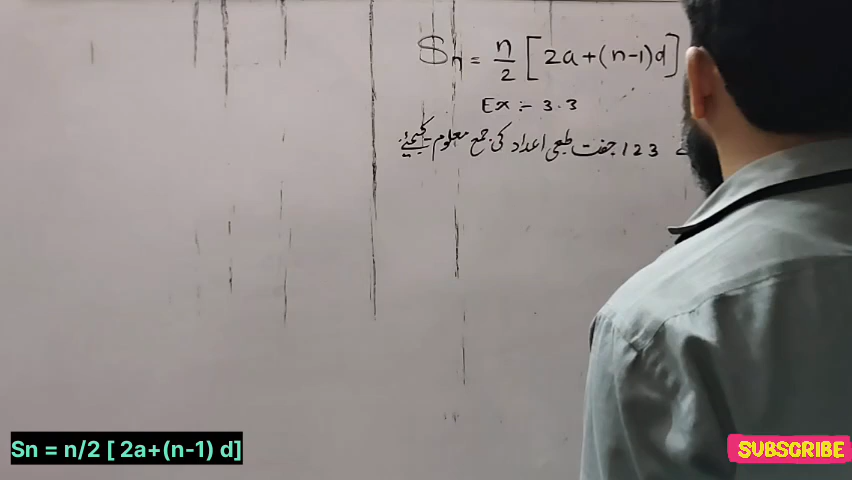 Sn = n/2 [2a+(n-1)d]
Ex :- 3.3
123 جفت طبعی اعداد کی جمع معلوم کیجیئے۔
Sn = n/2 [ 2a+(n-1) d]
SUBSCRIBE